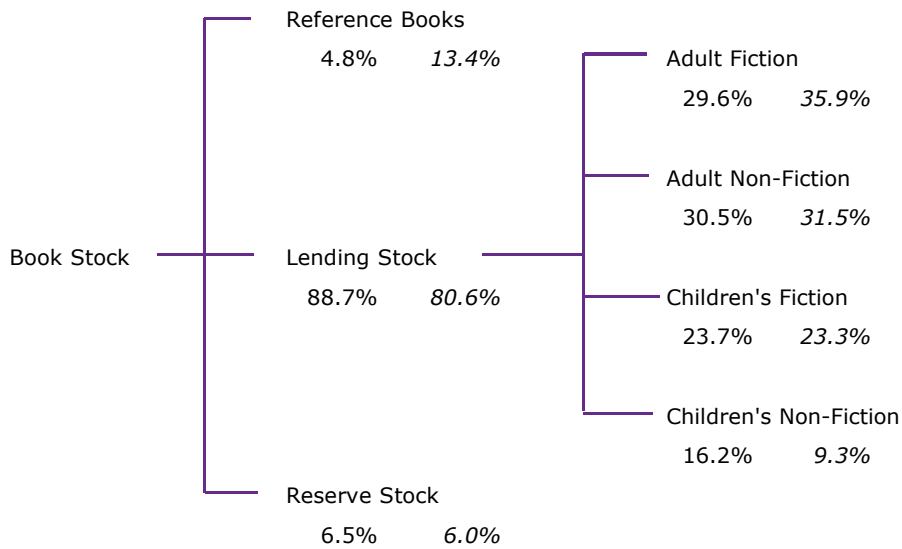 Reference Books
4.8% 13.4%
Adult Fiction
29.6% 35.9%
Adult Non-Fiction
30.5% 31.5%
Book Stock
Lending Stock
88.7% 80.6%
Children's Fiction
23.7% 23.3%
Children's Non-Fiction
16.2% 9.3%
Reserve Stock
6.5% 6.0%